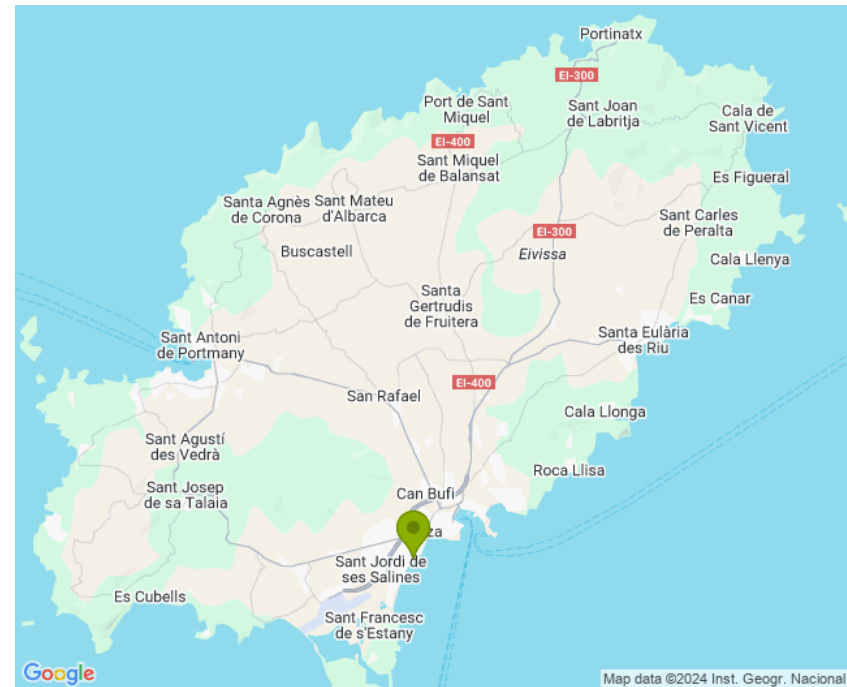 Portinatx
EI-300
Port de Sant
Miquel
Sant Joan
de Labritja
Cala de
Sant Vicent
EI-400
Sant Miquel
de Balansat
Es Figueral
Santa Agnès
de Corona
Sant Mateu
d'Albarca
Sant Carles
de Peralta
EI-300
Buscastell
Eivissa
Cala Llenya
Santa
Gertrudis
de Fruitera
Es Canar
Sant Antoni
de Portmany
Santa Eulària
des Riu
EI-400
San Rafael
Cala Llonga
Sant Agustí
des Vedrà
Roca Llisa
Sant Josep
de sa Talaia
Can Bufi
za
Sant Jordi de
ses Salines
Es Cubells
Sant Francesc
de s'Estany
Google
Map data ©2024 Inst. Geogr. Nacional